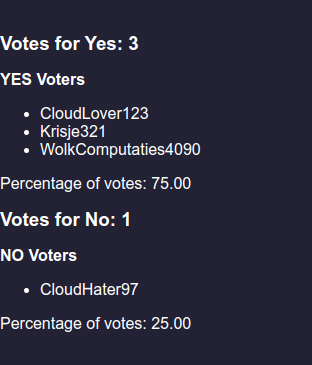 Votes for Yes: 3
YES Voters
CloudLover123
Krisje321
WolkComputaties4090
Percentage of votes: 75.00
Votes for No: 1
NO Voters
CloudHater97
Percentage of votes: 25.00